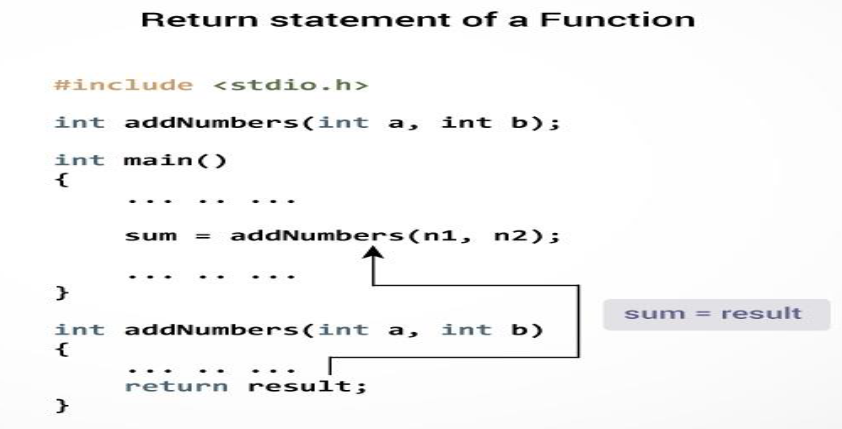 Return statement of a Function
#include <stdio.h>
int addNumbers(int a, int b);
int main()
{
... .. ...
sum = addNumbers(n1, n2);
... .. ...
}
sum = result
int addNumbers(int a, int b)
{
... .. ...
return result;
}